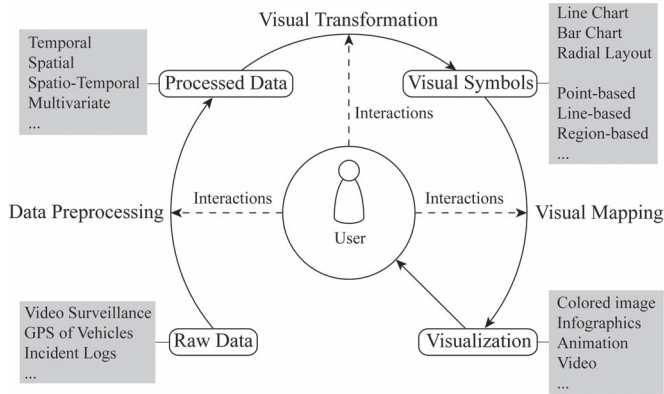 Visual Transformation
Temporal
Spatial
Spatio-Temporal
Multivariate
...
Processed Data
Visual Symbols
Line Chart
Bar Chart
Radial Layout
Point-based
Line-based
Region-based
...
Interactions
Interactions
Interactions
User
Data Preprocessing
Visual Mapping
Video Surveillance
GPS of Vehicles
Incident Logs
...
Raw Data
Visualization
Colored image
Infographics
Animation
Video
...